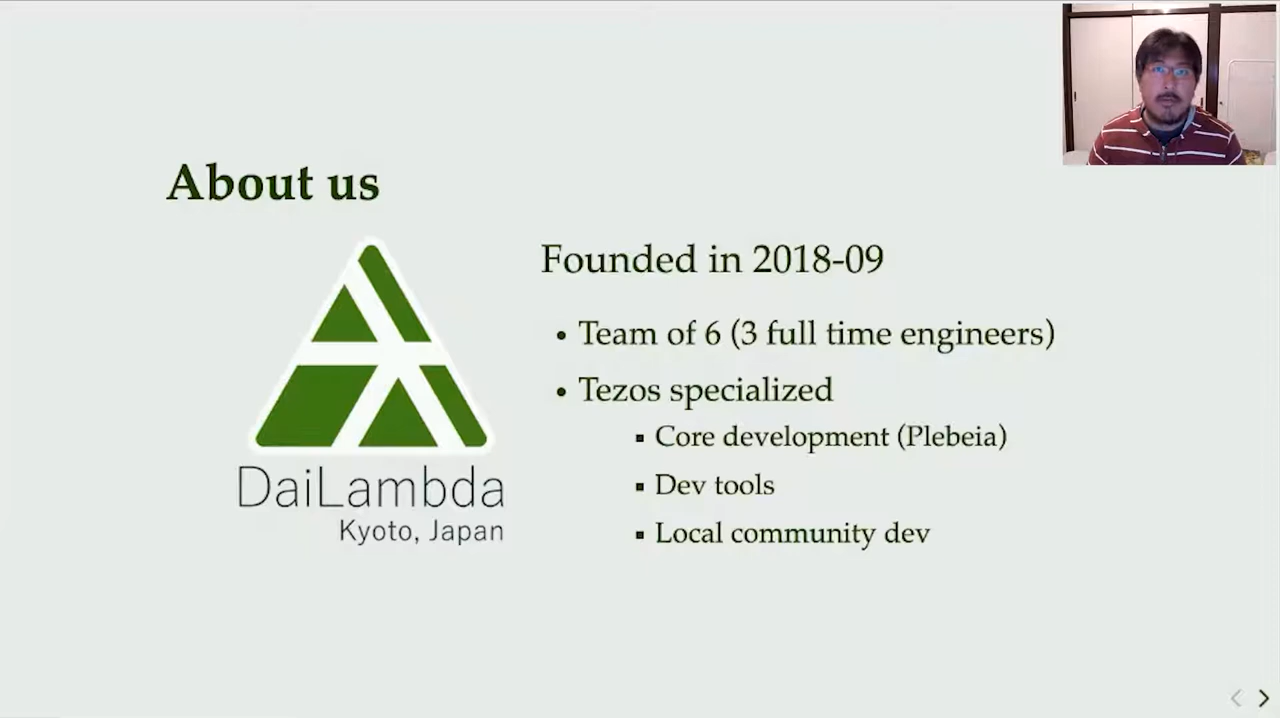 About us
DaiLambda
Kyoto, Japan
Founded in 2018-09
• Team of 6 (3 full time engineers)
• Tezos specialized
▪ Core development (Plebeia)
▪ Dev tools
▪ Local community dev